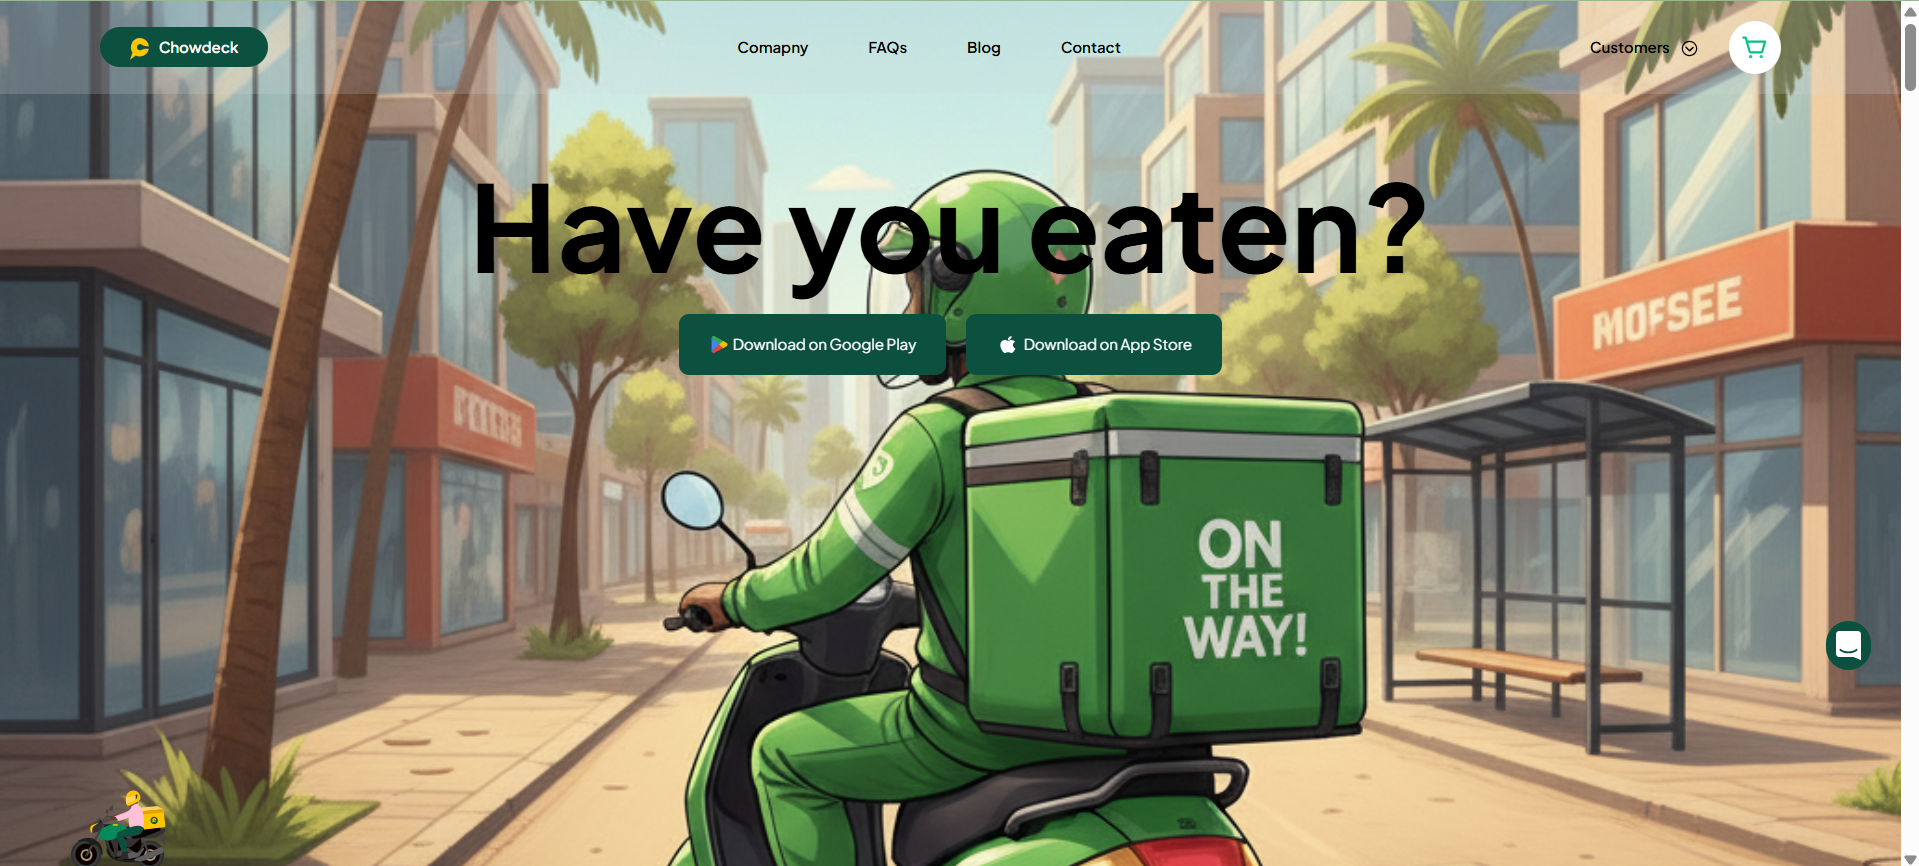 Chowdeck
Comapny
FAQs
Blog
Contact
Customers
Have you eaten?
Download on Google Play
Download on App Store
MOFSEE
ON
THE
WAY!